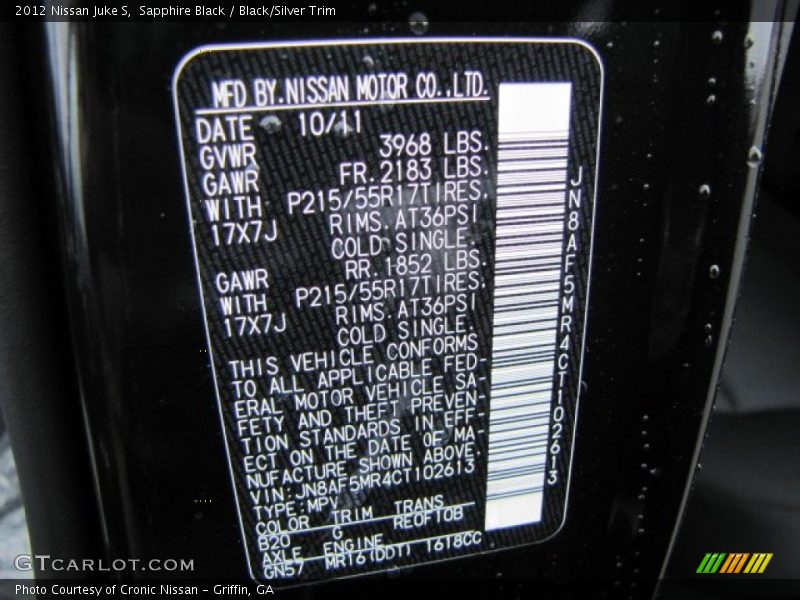 2012 Nissan Juke S, Sapphire Black / Black/Silver Trim
MFD BY.NISSAN MOTOR CO.,LTD.
DATE 10/11
GVWR 3968 LBS.
GAWR FR.2183 LBS.
WITH P215/55R17TIRES.
17X7J RIMS.AT36PSI
COLD SINGLE.
GAWR RR.1852 LBS.
WITH P215/55R17TIRES.
17X7J RIMS.AT36PSI
COLD SINGLE.
THIS VEHICLE CONFORMS
TO ALL APPLICABLE FED-
ERAL MOTOR VEHICLE SA-
FETY AND THEFT PREVEN-
TION STANDARDS IN EFF-
ECT ON THE DATE OF MA-
NUFACTURE SHOWN ABOVE.
VIN:JN8AF5MR4CT102613
TYPE:MPV
COLOR TRIM TRANS
B20 G RE0F10B
AXLE ENGINE
GN57 MR16(DDT) 1618CC
JN8AF5MR4CT102613
GTCARLOT.COM
Photo Courtesy of Cronic Nissan - Griffin, GA